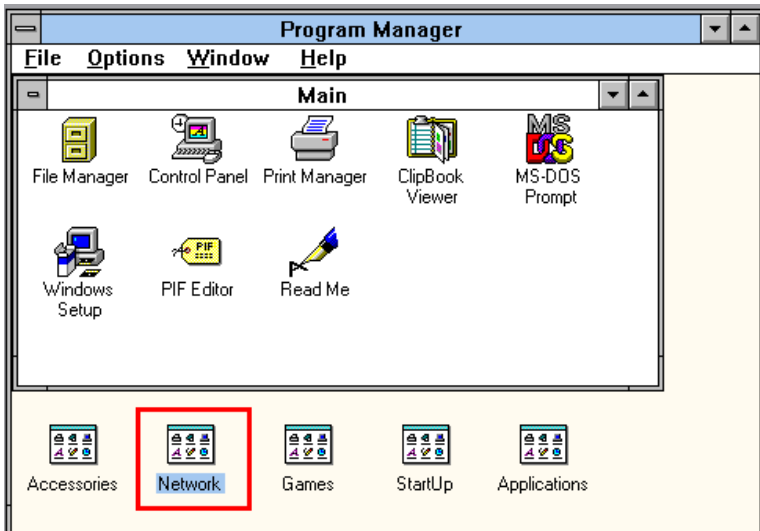 Program Manager
File Options Window Help
Main
File Manager Control Panel Print Manager ClipBook Viewer MS-DOS Prompt
Windows Setup PIF Editor Read Me
Accessories Network Games StartUp Applications